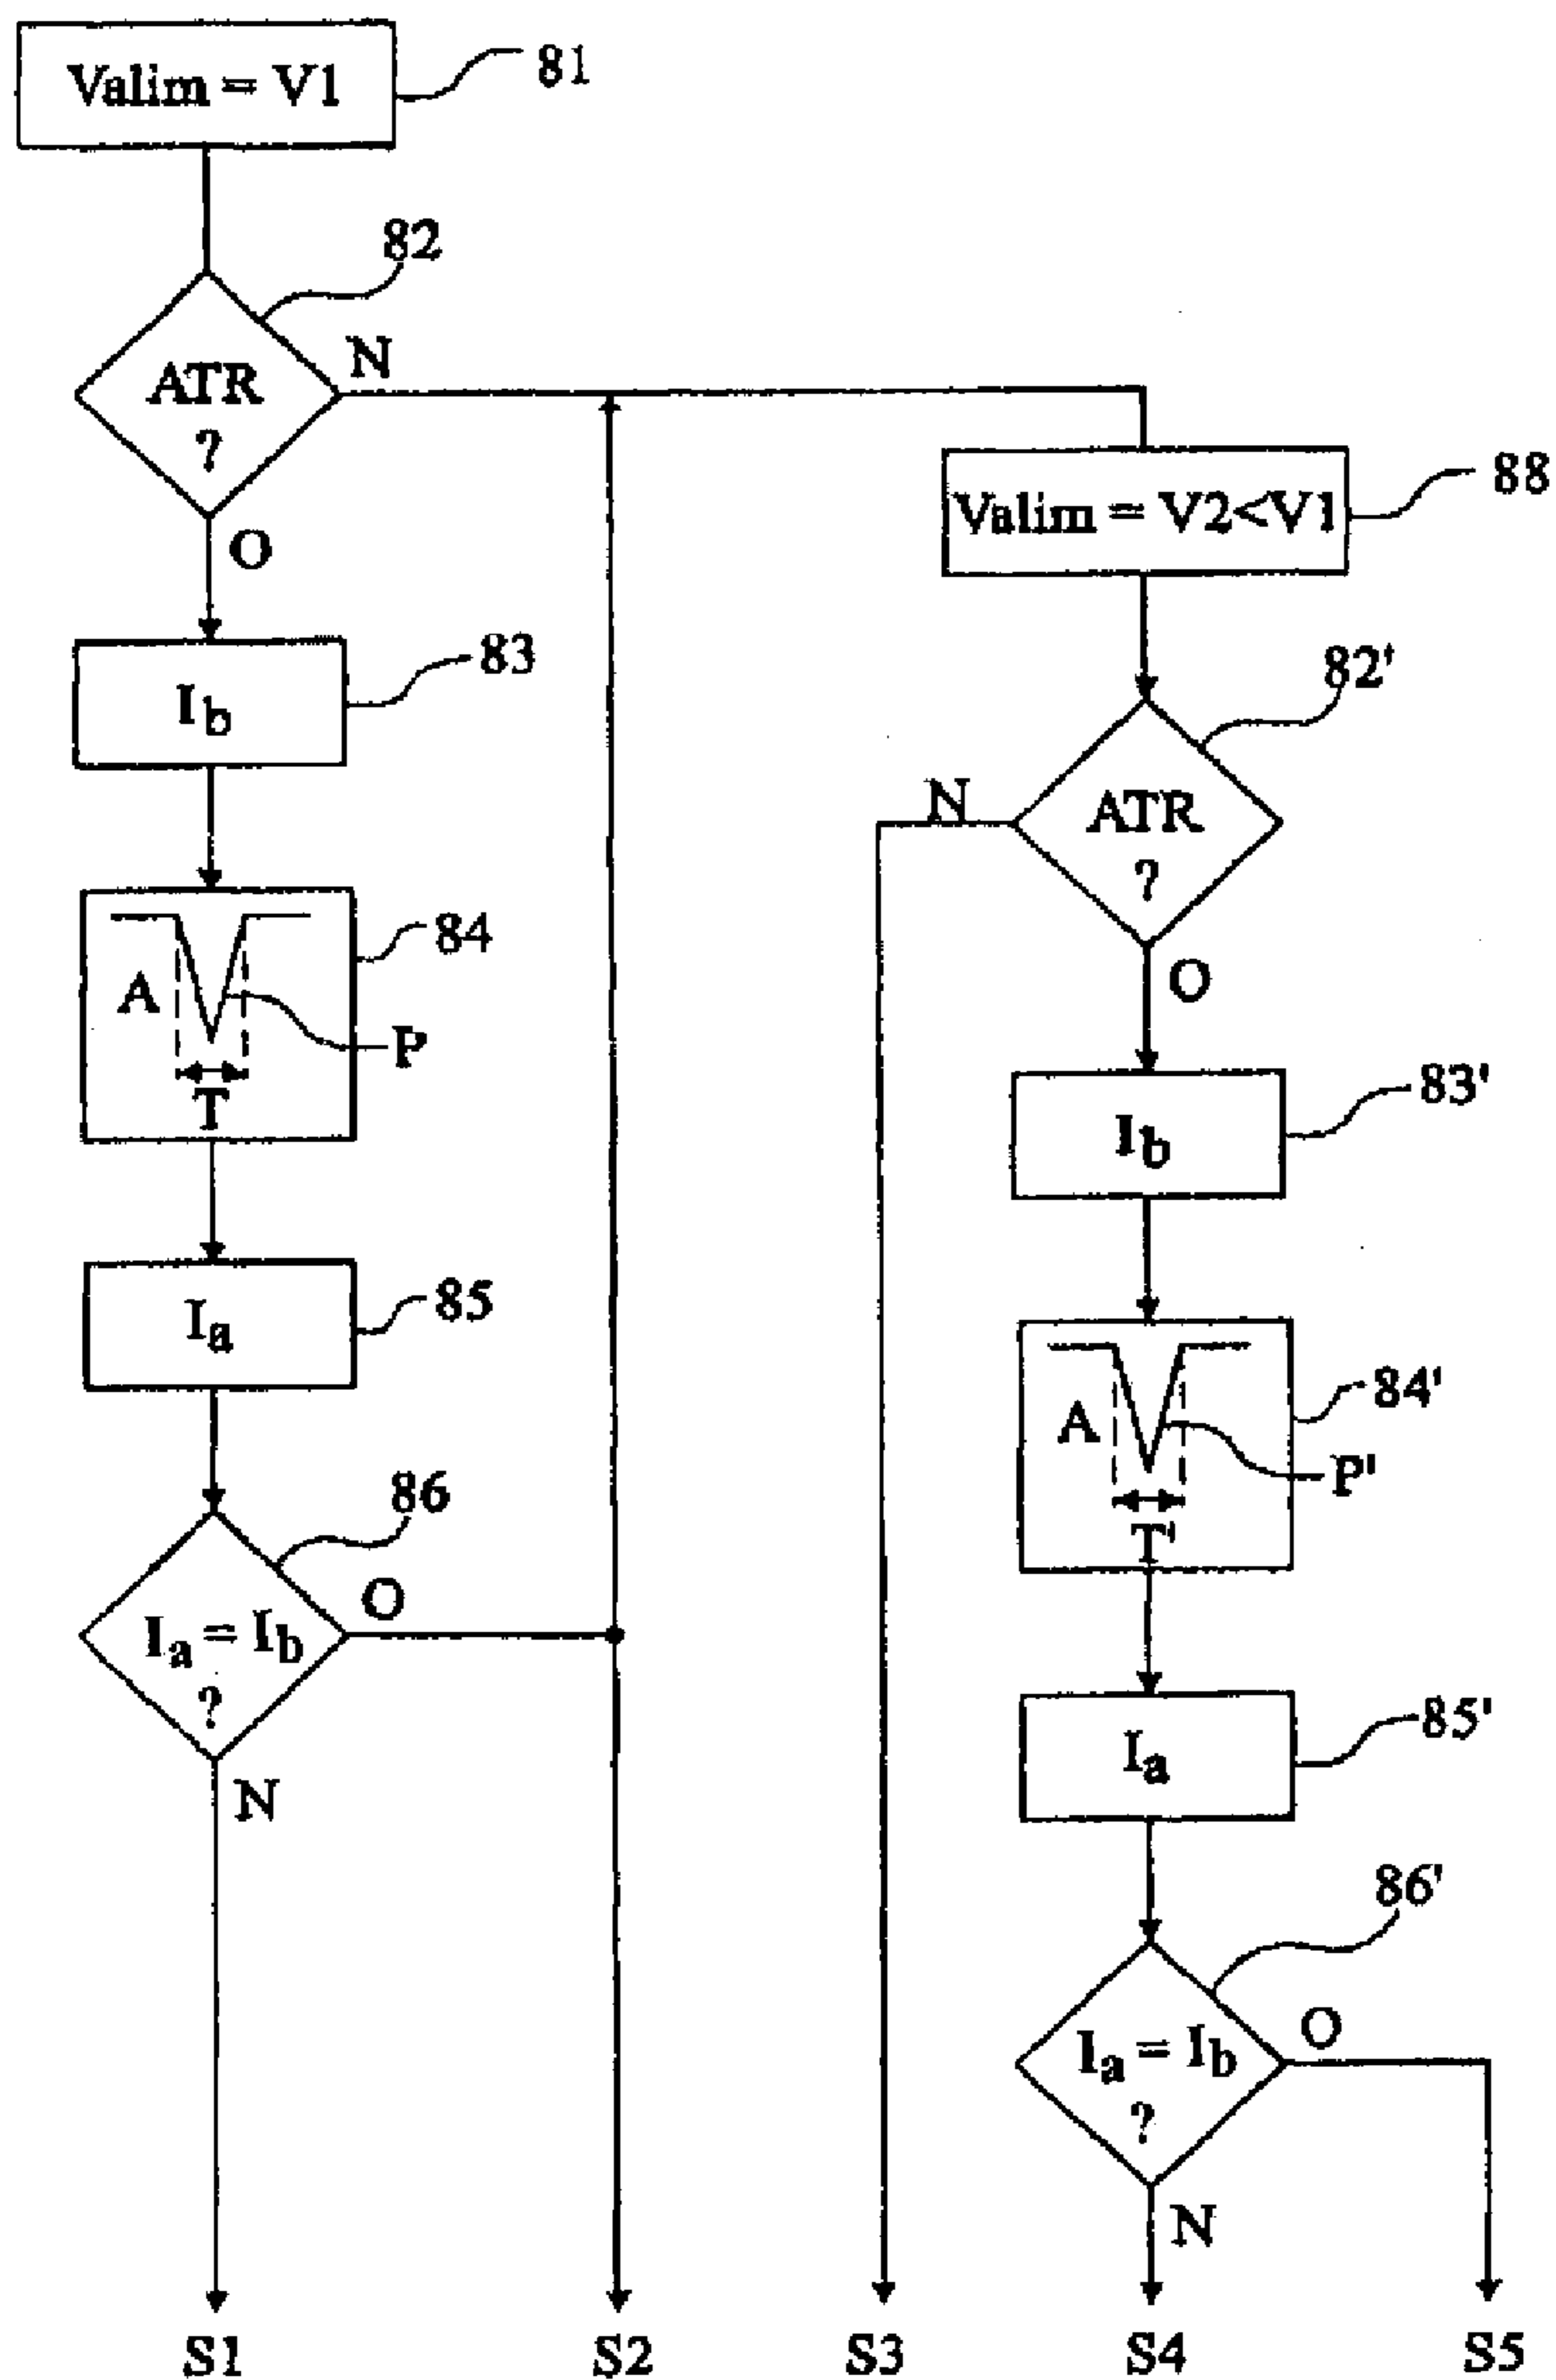 Valim = V1
81
82
ATR
?
N
O
83
Ib
84
A
P
T
85
Ia
86
Ia = Ib
?
O
N
88
Valim = V2<V1
82'
N
ATR
?
O
83'
Ib
84'
A
P'
T'
85'
Ia
86'
Ia = Ib
?
O
N
S1
S2
S3
S4
S5